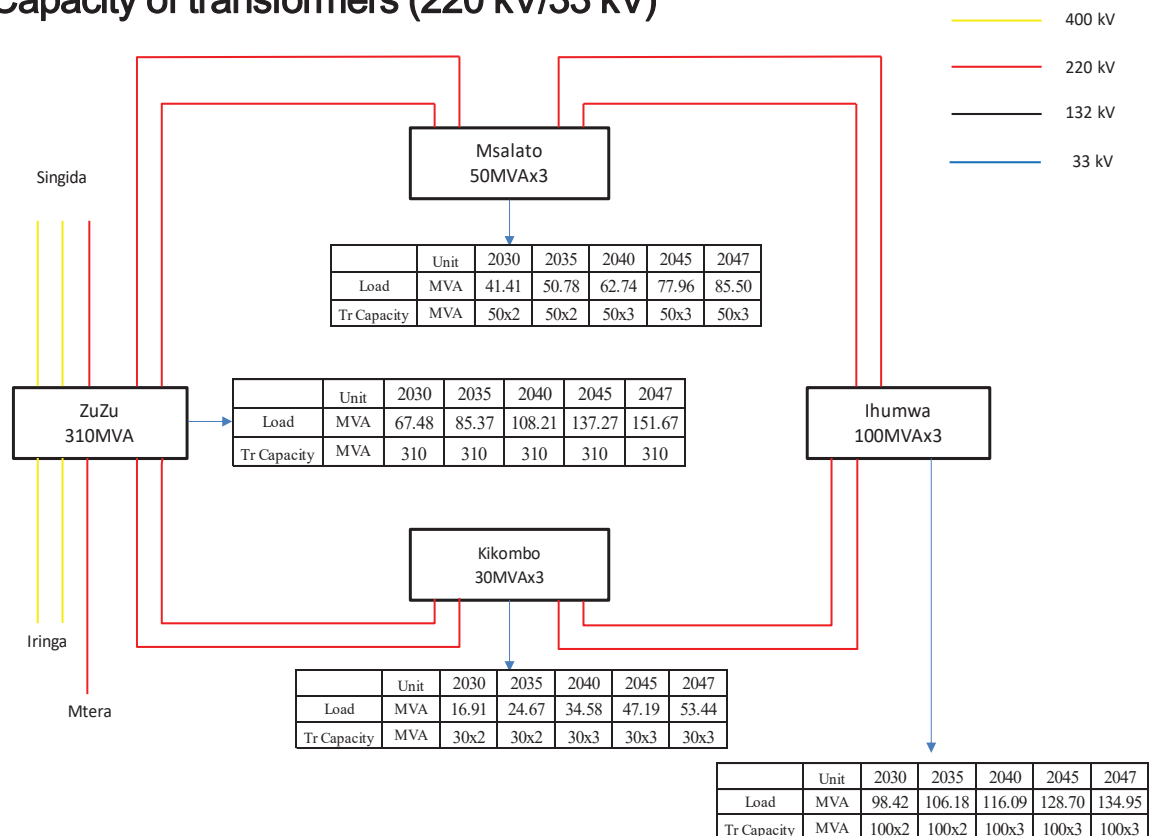 Capacity of transformers (220 kV/33 kV)
400 kV
220 kV
132 kV
33 kV
Singida
Msalato
50MVAx3
Unit 2030 2035 2040 2045 2047
Load MVA 41.41 50.78 62.74 77.96 85.50
Tr Capacity MVA 50x2 50x2 50x3 50x3 50x3
ZuZu
310MVA
Unit 2030 2035 2040 2045 2047
Load MVA 67.48 85.37 108.21 137.27 151.67
Tr Capacity MVA 310 310 310 310 310
Ihumwa
100MVAx3
Kikombo
30MVAx3
Iringa
Mtera
Unit 2030 2035 2040 2045 2047
Load MVA 16.91 24.67 34.58 47.19 53.44
Tr Capacity MVA 30x2 30x2 30x3 30x3 30x3
Unit 2030 2035 2040 2045 2047
Load MVA 98.42 106.18 116.09 128.70 134.95
Tr Capacity MVA 100x2 100x2 100x3 100x3 100x3